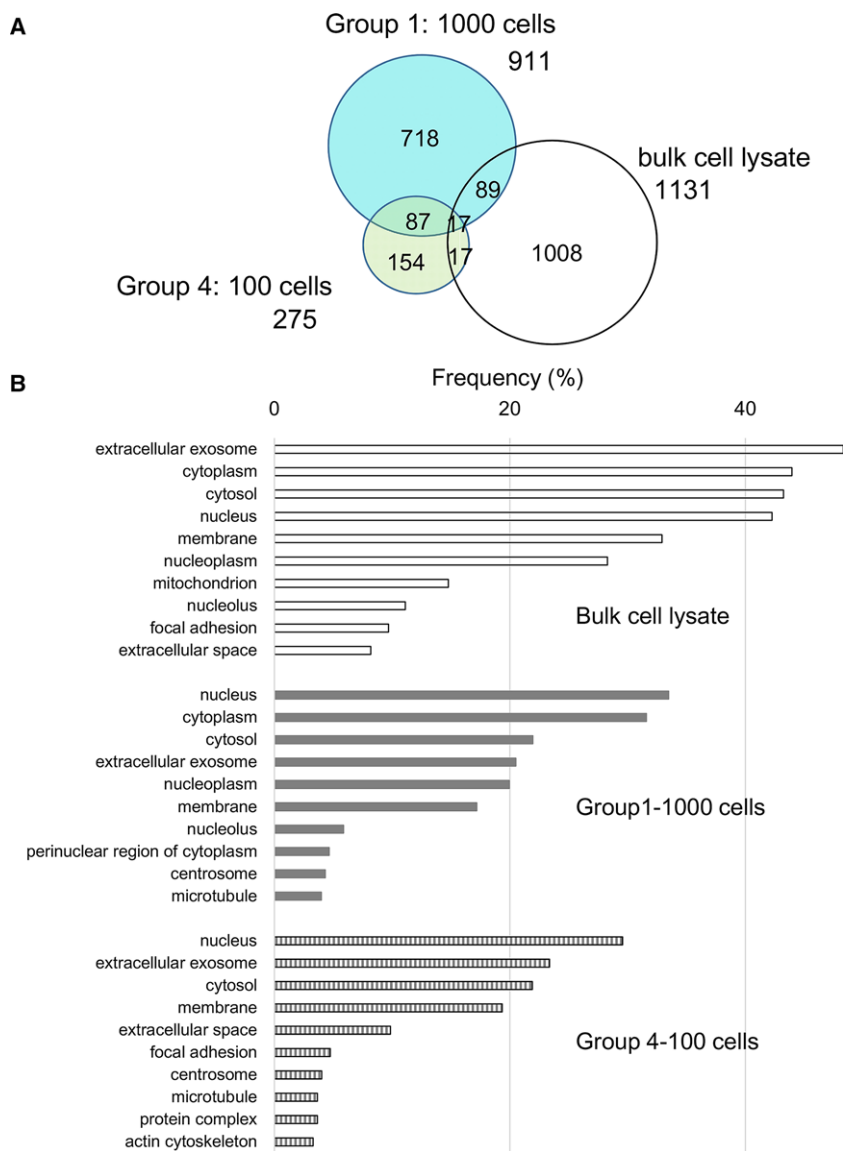 A
Group 1: 1000 cells
911
718
bulk cell lysate
1131
89
87
17
154
17
1008
Group 4: 100 cells
275
B
Frequency (%)
0 20 40
extracellular exosome
cytoplasm
cytosol
nucleus
membrane
nucleoplasm
mitochondrion
nucleolus
focal adhesion
extracellular space
Bulk cell lysate
nucleus
cytoplasm
cytosol
extracellular exosome
nucleoplasm
membrane
nucleolus
perinuclear region of cytoplasm
centrosome
microtubule
Group1-1000 cells
nucleus
extracellular exosome
cytosol
membrane
extracellular space
focal adhesion
centrosome
microtubule
protein complex
actin cytoskeleton
Group 4-100 cells